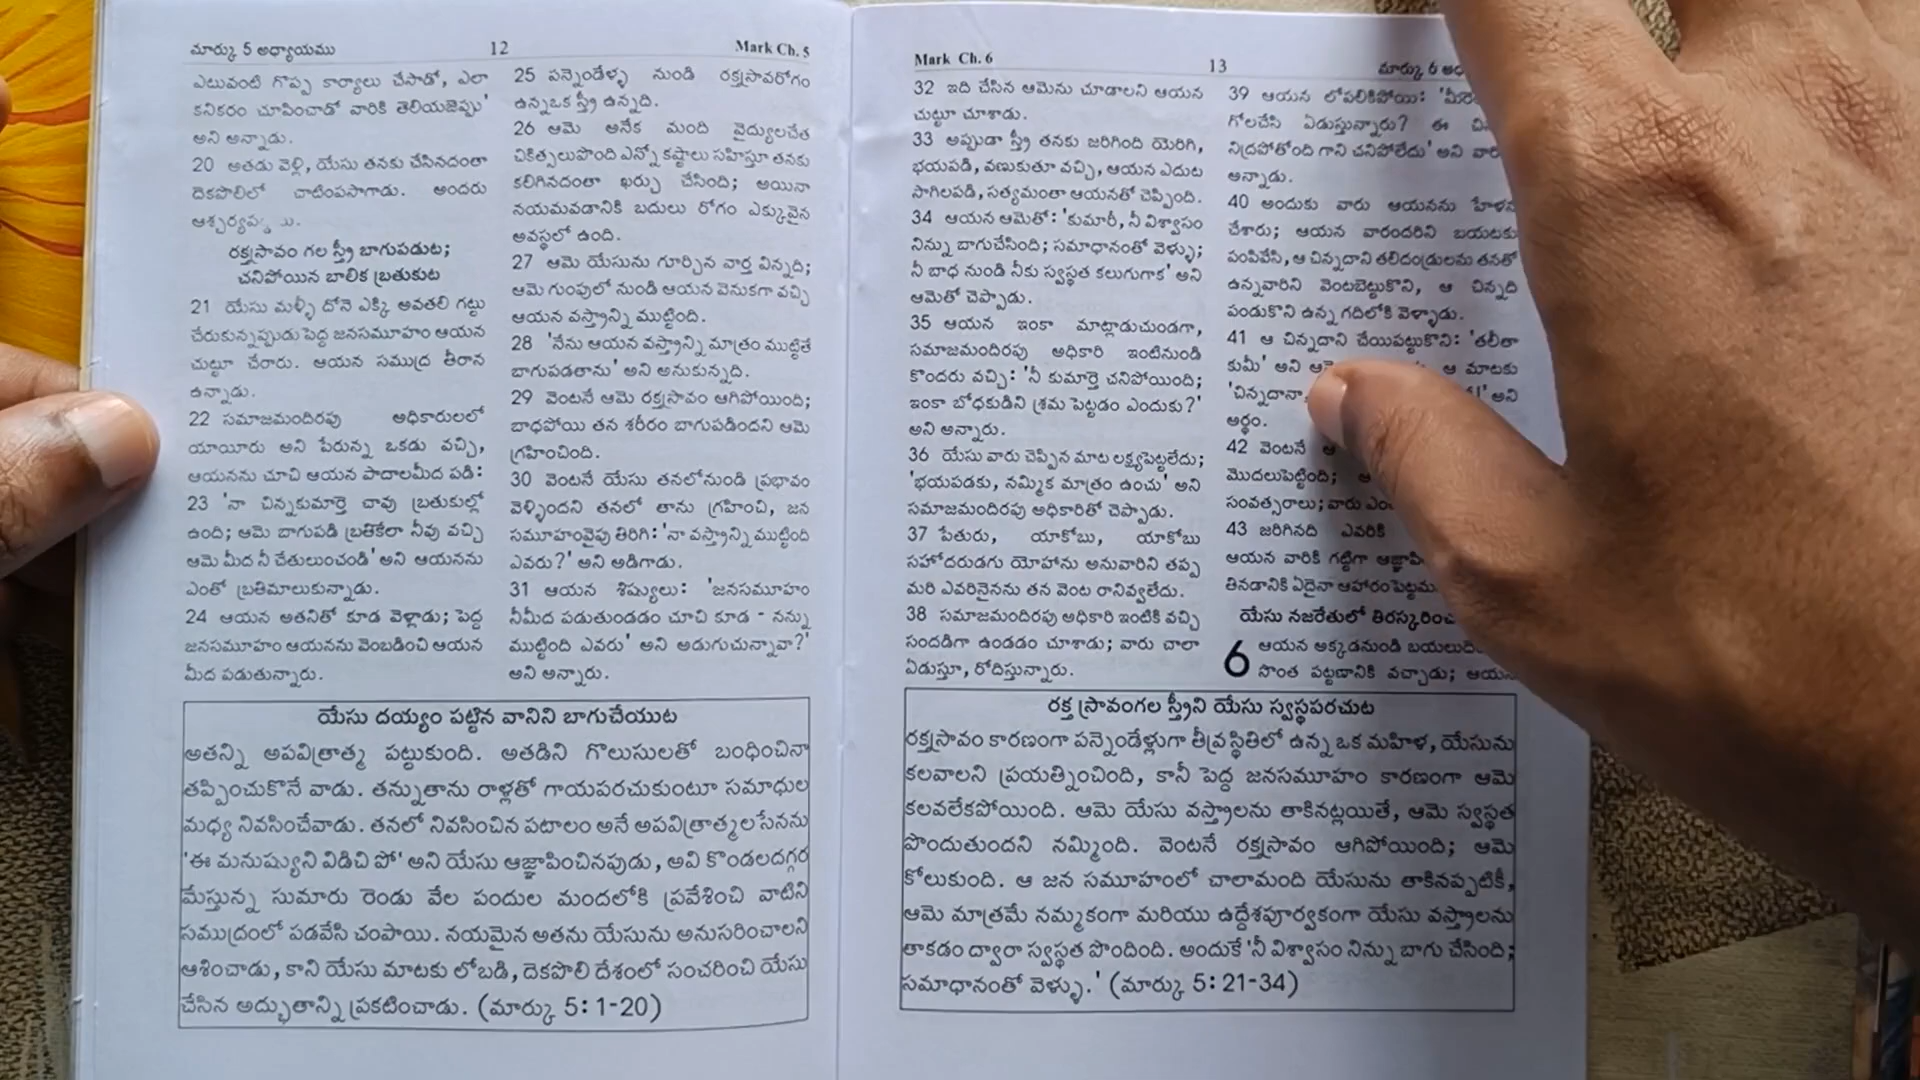 మార్కు 5 అధ్యాయము 12 Mark Ch. 5
ఎటువంటి గొప్ప కార్యాలు చేసాడో, ఎలా
కనికరం చూపించాడో వారికి తెలియజెప్పు'
అని అన్నాడు.
20 అతడు వెళ్లి, యేసు తనకు చేసినదంతా
దెకపొలిలో చాటింపసాగాడు. అందరు
రక్తస్రావం గల స్త్రీ బాగుపడుట;
చనిపోయిన బాలిక బ్రతుకుట
21 యేసు మళ్ళీ దోనె ఎక్కి అవతలి గట్టు
చేరుకున్నప్పుడు పెద్ద జనసమూహం ఆయన
చుట్టూ చేరారు. ఆయన సముద్ర తీరాన
ఉన్నాడు.
22 సమాజమందిరపు అధికారులలో
యాయీరు అని పేరున్న ఒకడు వచ్చి,
ఆయనను చూచి ఆయన పాదాలమీద పడి:
23 'నా చిన్నకుమార్తె చావు బ్రతుకుల్లో
ఉంది; ఆమె బాగుపడి బ్రతికేలా నీవు వచ్చి
ఆమె మీద నీ చేతులుంచండి' అని ఆయనను
ఎంతో బ్రతిమాలుకున్నాడు.
24 ఆయన అతనితో కూడ వెళ్లాడు; పెద్ద
జనసమూహం ఆయనను వెంబడించి ఆయన
మీద పడుతున్నారు.
25 పన్నెండేళ్ళ నుండి రక్తస్రావరోగం
ఉన్నఒక స్త్రీ ఉన్నది.
26 ఆమె అనేక మంది వైద్యులచేత
చికిత్సలుపొంది ఎన్నో కష్టాలు సహిస్తూ తనకు
కలిగినదంతా ఖర్చు చేసింది; అయినా
నయమవడానికి బదులు రోగం ఎక్కువైన
అవస్థలో ఉంది.
27 ఆమె యేసును గూర్చిన వార్త విన్నది;
ఆమె గుంపులో నుండి ఆయన వెనుకగా వచ్చి
ఆయన వస్త్రాన్ని ముట్టింది.
28 'నేను ఆయన వస్త్రాన్ని మాత్రం ముట్టితే
బాగుపడతాను' అని అనుకున్నది.
29 వెంటనే ఆమె రక్తస్రావం ఆగిపోయింది;
బాధపోయి తన శరీరం బాగుపడిందని ఆమె
గ్రహించింది.
30 వెంటనే యేసు తనలోనుండి ప్రభావం
వెళ్ళిందని తనలో తాను గ్రహించి, జన
సమూహంవైపు తిరిగి: 'నా వస్త్రాన్ని ముట్టింది
ఎవరు?' అని అడిగాడు.
31 ఆయన శిష్యులు: 'జనసమూహం
నీమీద పడుతుండడం చూచి కూడ - నన్ను
ముట్టింది ఎవరు' అని అడుగుచున్నావా?'
అని అన్నారు.
యేసు దయ్యం పట్టిన వానిని బాగుచేయుట
అతన్ని అపవిత్రాత్మ పట్టుకుంది. అతడిని గొలుసులతో బంధించినా
తప్పించుకొనే వాడు. తన్నుతాను రాళ్లతో గాయపరచుకుంటూ సమాధుల
మధ్య నివసించేవాడు. తనలో నివసించిన పటాలం అనే అపవిత్రాత్మల సేనను
'ఈ మనుష్యుని విడిచి పో' అని యేసు ఆజ్ఞాపించినపుడు, అవి కొండలదగ్గర
మేస్తున్న సుమారు రెండు వేల పందుల మందలోకి ప్రవేశించి వాటిని
సముద్రంలో పడవేసి చంపాయి. నయమైన అతను యేసును అనుసరించాలని
ఆశించాడు, కాని యేసు మాటకు లోబడి, దెకపొలి దేశంలో సంచరించి యేసు
చేసిన అద్భుతాన్ని ప్రకటించాడు. (మార్కు 5: 1-20)
Mark Ch. 6 13 మార్కు 6
32 ఇది చేసిన ఆమెను చూడాలని ఆయన
చుట్టూ చూశాడు.
33 అప్పుడా స్త్రీ తనకు జరిగింది యెరిగి,
భయపడి, వణుకుతూ వచ్చి, ఆయన ఎదుట
సాగిలపడి, సత్యమంతా ఆయనతో చెప్పింది.
34 ఆయన ఆమెతో: 'కుమారీ, నీ విశ్వాసం
నిన్ను బాగుచేసింది; సమాధానంతో వెళ్ళు;
నీ బాధ నుండి నీకు స్వస్థత కలుగుగాక' అని
ఆమెతో చెప్పాడు.
35 ఆయన ఇంకా మాట్లాడుచుండగా,
సమాజమందిరపు అధికారి ఇంటినుండి
కొందరు వచ్చి: 'నీ కుమార్తె చనిపోయింది;
ఇంకా బోధకుడిని శ్రమ పెట్టడం ఎందుకు?'
అని అన్నారు.
36 యేసు వారు చెప్పిన మాట లక్ష్యపెట్టలేదు;
'భయపడకు, నమ్మిక మాత్రం ఉంచు' అని
సమాజమందిరపు అధికారితో చెప్పాడు.
37 పేతురు, యాకోబు, యాకోబు
సహోదరుడగు యోహాను అనువారిని తప్ప
మరి ఎవరినైనను తన వెంట రానివ్వలేదు.
38 సమాజమందిరపు అధికారి ఇంటికి వచ్చి
సందడిగా ఉండడం చూశాడు; వారు చాలా
ఏడుస్తూ, రోదిస్తున్నారు.
39 ఆయన లోపలికిపోయి:
గోలచేసి ఏడుస్తున్నారు? ఈ
నిద్రపోతోంది గాని చనిపోలేదు' అని
అన్నాడు.
40 అందుకు వారు ఆయనను హేళన
చేశారు; ఆయన వారందరిని బయటకు
పంపివేసి, ఆ చిన్నదాని తలిదండ్రులను తనతో
ఉన్నవారిని వెంటబెట్టుకొని, ఆ చిన్నది
పండుకొని ఉన్న గదిలోకి వెళ్ళాడు.
41 ఆ చిన్నదాని చేయిపట్టుకొని: 'తలీతా
కుమీ' అని ఆ మాటకు
'చిన్నదానా, అని
అర్థం.
42 వెంటనే ఆ
మొదలుపెట్టింది;
సంవత్సరాలు; వారు
43 జరిగినది ఎవరికి
ఆయన వారికి గట్టిగా
తినడానికి ఏదైనా
యేసు నజరేతులో
6 ఆయన అక్కడనుండి
సొంత పట్టణానికి వచ్చాడు;
రక్త స్రావంగల స్త్రీని యేసు స్వస్థపరచుట
రక్తస్రావం కారణంగా పన్నెండేళ్లుగా తీవ్రస్థితిలో ఉన్న ఒక మహిళ, యేసును
కలవాలని ప్రయత్నించింది, కానీ పెద్ద జనసమూహం కారణంగా ఆమె
కలవలేకపోయింది. ఆమె యేసు వస్త్రాలను తాకినట్లయితే, ఆమె స్వస్థత
పొందుతుందని నమ్మింది. వెంటనే రక్తస్రావం ఆగిపోయింది; ఆమె
కోలుకుంది. ఆ జన సమూహంలో చాలామంది యేసును తాకినప్పటికీ,
ఆమె మాత్రమే నమ్మకంగా మరియు ఉద్దేశపూర్వకంగా యేసు వస్త్రాలను
తాకడం ద్వారా స్వస్థత పొందింది. అందుకే 'నీ విశ్వాసం నిన్ను బాగు చేసింది;
సమాధానంతో వెళ్ళు.' (మార్కు 5: 21-34)